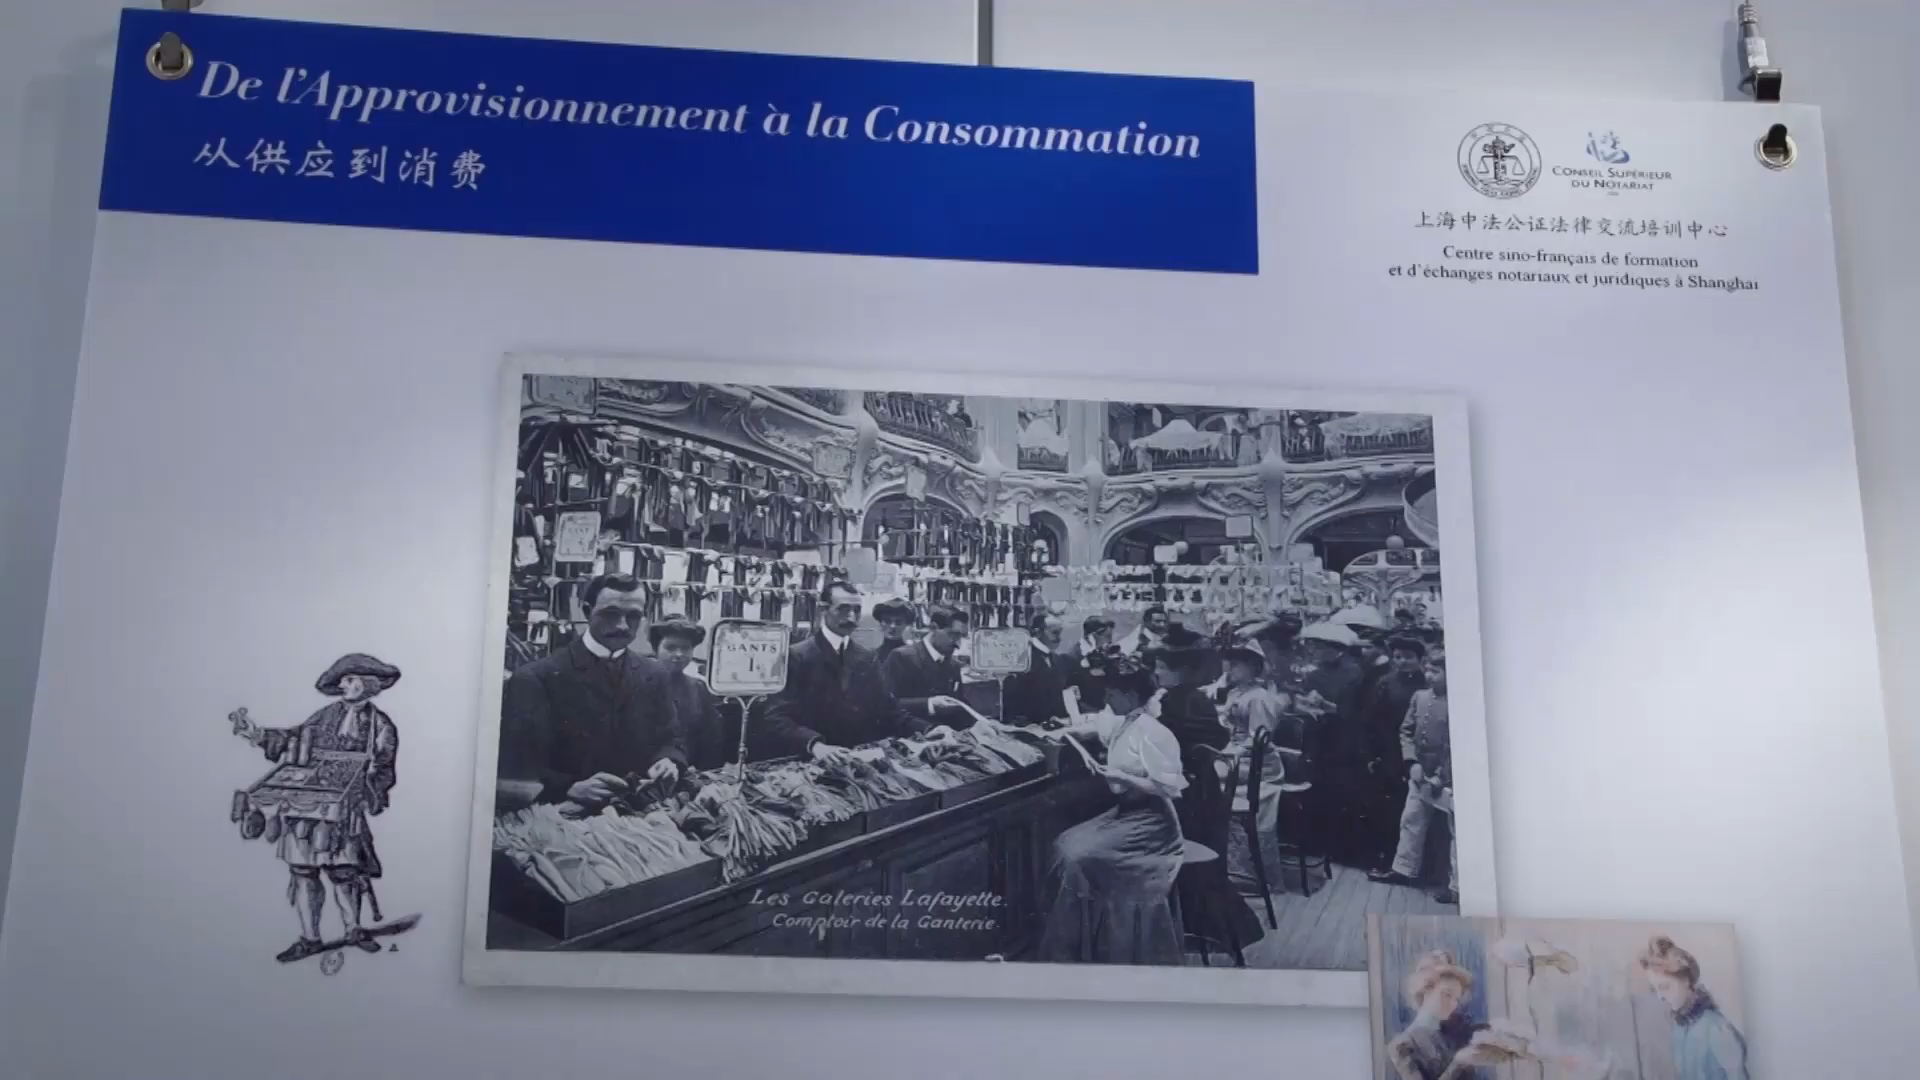 De l'Approvisionnement à la Consommation
从供应到消费
CONSEIL SUPÉRIEUR
DU NOTARIAT
上海中法公证法律交流培训中心
Centre sino-français de formation
et d'échanges notariaux et juridiques à Shanghai
GANTS
Les Galeries Lafayette.
Comptoir de la Ganterie.